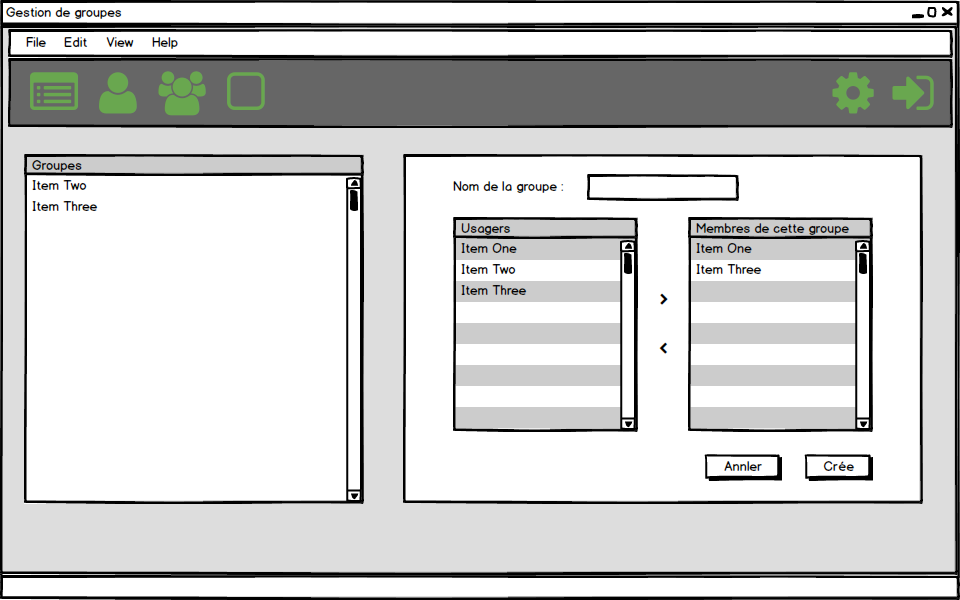 Gestion de groupes
File Edit View Help
Groupes
Item Two
Item Three
Nom de la groupe :
Usagers
Item One
Item Two
Item Three
>
<
Membres de cette groupe
Item One
Item Three
Annler
Crée